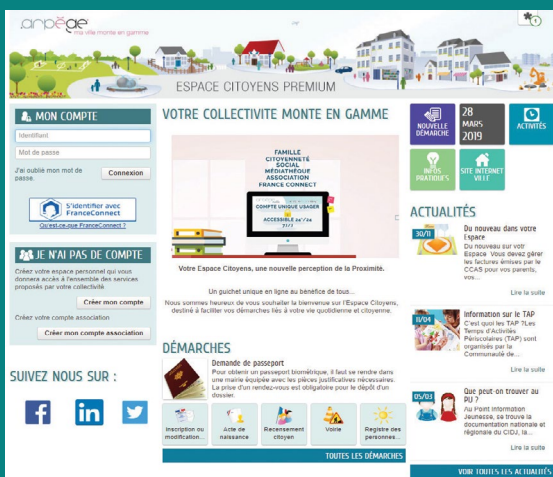 arpège
ma ville monte en gamme
1
ESPACE CITOYENS PREMIUM
MON COMPTE
Identifiant
Mot de passe
J'ai oublié mon mot de
passe
Connexion
S'identifier avec
FranceConnect
Qu'est-ce que FranceConnect ?
JE N'AI PAS DE COMPTE
Créez votre espace personnel qui vous
donnera accès à l'ensemble des services
proposés par votre collectivité
Créer mon compte
Créez votre compte association
Créer mon compte association
SUIVEZ NOUS SUR :
VOTRE COLLECTIVITE MONTE EN GAMME
FAMILLE
CITOYENNETÉ
SOCIAL
MÉDIATHÈQUE
ASSOCIATION
FRANCE CONNECT
COMPTE UNIQUE USAGER
ACCESSIBLE 24*/24
7J/7
Votre Espace Citoyens, une nouvelle perception de la Proximité.
Un guichet unique en ligne au bénéfice de tous...
Nous sommes heureux de vous souhaiter la bienvenue sur l'Espace Citoyens,
destiné à faciliter vos démarches liés à votre vie quotidienne et citoyenne.
DÉMARCHES
Demande de passeport
Pour obtenir un passeport biométrique, il faut se rendre dans
une mairie équipée avec les pièces justificatives nécessaires.
La prise d'un rendez-vous est obligatoire pour le dépôt d'un
dossier.
Inscription ou
modification...
Acte de
naissance
Recensement
citoyen
Voirie
Registre des
personnes...
TOUTES LES DÉMARCHES
NOUVELLE
DÉMARCHE
28
MARS
2019
ACTIVITÉS
INFOS
PRATIQUES
SITE INTERNET
VILLE
ACTUALITÉS
30/11
Du nouveau dans votre
Espace
Du nouveau sur votr
Espace Vous devez gérer
les factures émises par le
CCAS pour vos parents,
vos...
Lire la suite
11/04
Information sur le TAP
C'est quoi les TAP ?Les
Temps d'Activités
Périscolaires (TAP) sont
organisés par la
Communauté de...
Lire la suite
05/03
Que peut-on trouver au
PIJ ?
Au Point Information
Jeunesse, se trouve la
documentation nationale et
régionale du CIDJ, la...
Lire la suite
VOIR TOUTES LES ACTUALITÉS